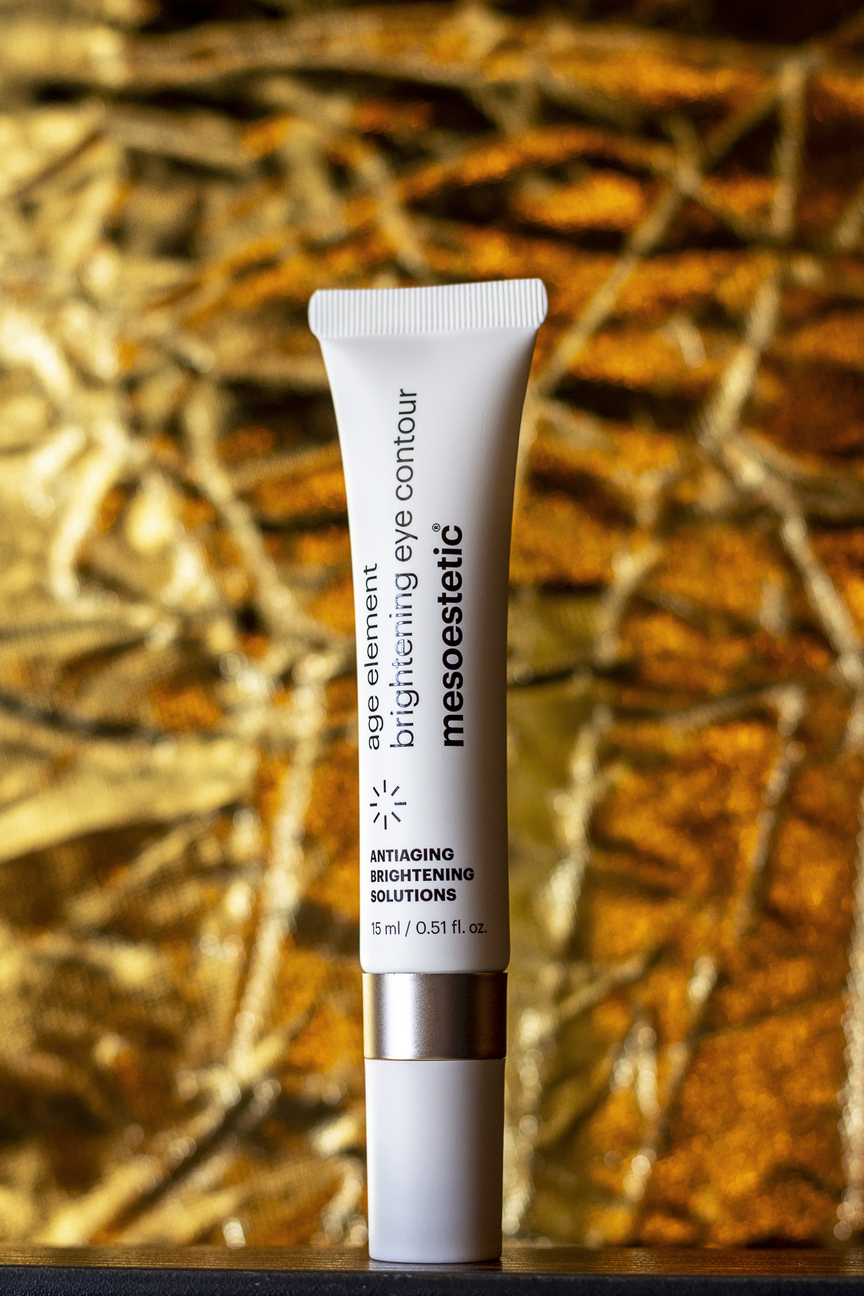 age element
brightening eye contour
mesoestetic®
ANTIAGING
BRIGHTENING
SOLUTIONS
15 ml / 0.51 fl. oz.